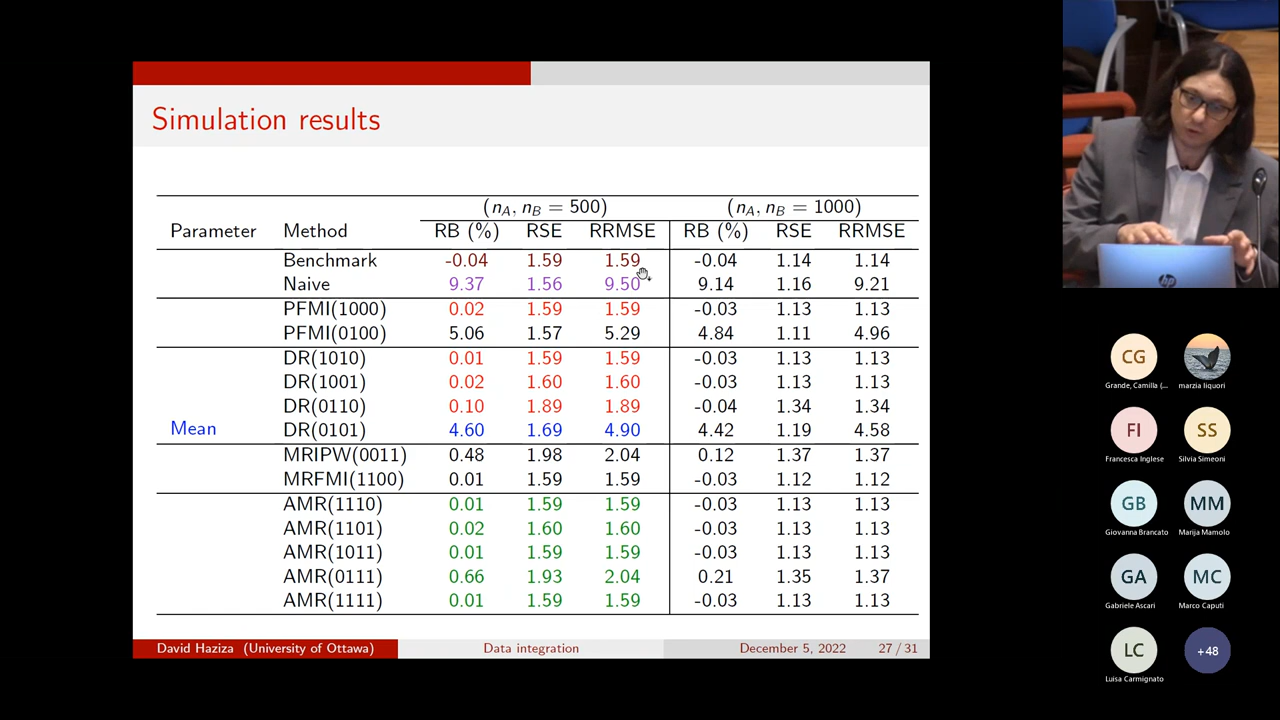 Simulation results
(nA, nB = 500) (nA, nB = 1000)
Parameter Method RB (%) RSE RRMSE RB (%) RSE RRMSE
Benchmark -0.04 1.59 1.59 -0.04 1.14 1.14
Naive 9.37 1.56 9.50 9.14 1.16 9.21
PFMI(1000) 0.02 1.59 1.59 -0.03 1.13 1.13
PFMI(0100) 5.06 1.57 5.29 4.84 1.11 4.96
DR(1010) 0.01 1.59 1.59 -0.03 1.13 1.13
DR(1001) 0.02 1.60 1.60 -0.03 1.13 1.13
DR(0110) 0.10 1.89 1.89 -0.04 1.34 1.34
Mean DR(0101) 4.60 1.69 4.90 4.42 1.19 4.58
MRIPW(0011) 0.48 1.98 2.04 0.12 1.37 1.37
MRFMI(1100) 0.01 1.59 1.59 -0.03 1.12 1.12
AMR(1110) 0.01 1.59 1.59 -0.03 1.13 1.13
AMR(1101) 0.02 1.60 1.60 -0.03 1.13 1.13
AMR(1011) 0.01 1.59 1.59 -0.03 1.13 1.13
AMR(0111) 0.66 1.93 2.04 0.21 1.35 1.37
AMR(1111) 0.01 1.59 1.59 -0.03 1.13 1.13
David Haziza (University of Ottawa) Data integration December 5, 2022 27 / 31
hp
CG
Grande, Camilla (... marzia liquori
FI SS
Francesca Inglese Silvia Simeoni
GB MM
Giovanna Brancato Marija Mamolo
GA MC
Gabriele Ascari Marco Caputi
LC +48
Luisa Carmignato